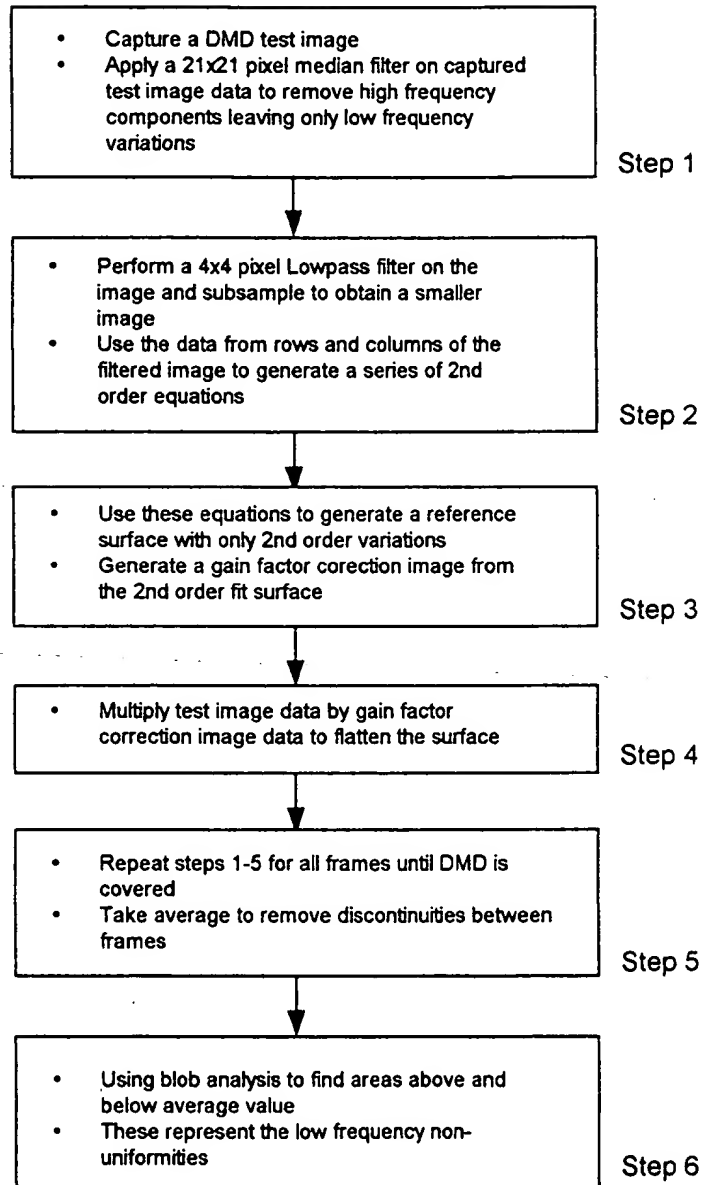 • Capture a DMD test image
• Apply a 21x21 pixel median filter on captured
test image data to remove high frequency
components leaving only low frequency
variations
Step 1
• Perform a 4x4 pixel Lowpass filter on the
image and subsample to obtain a smaller
image
• Use the data from rows and columns of the
filtered image to generate a series of 2nd
order equations
Step 2
• Use these equations to generate a reference
surface with only 2nd order variations
• Generate a gain factor corection image from
the 2nd order fit surface
Step 3
• Multiply test image data by gain factor
correction image data to flatten the surface
Step 4
• Repeat steps 1-5 for all frames until DMD is
covered
• Take average to remove discontinuities between
frames
Step 5
• Using blob analysis to find areas above and
below average value
• These represent the low frequency non-
uniformities
Step 6